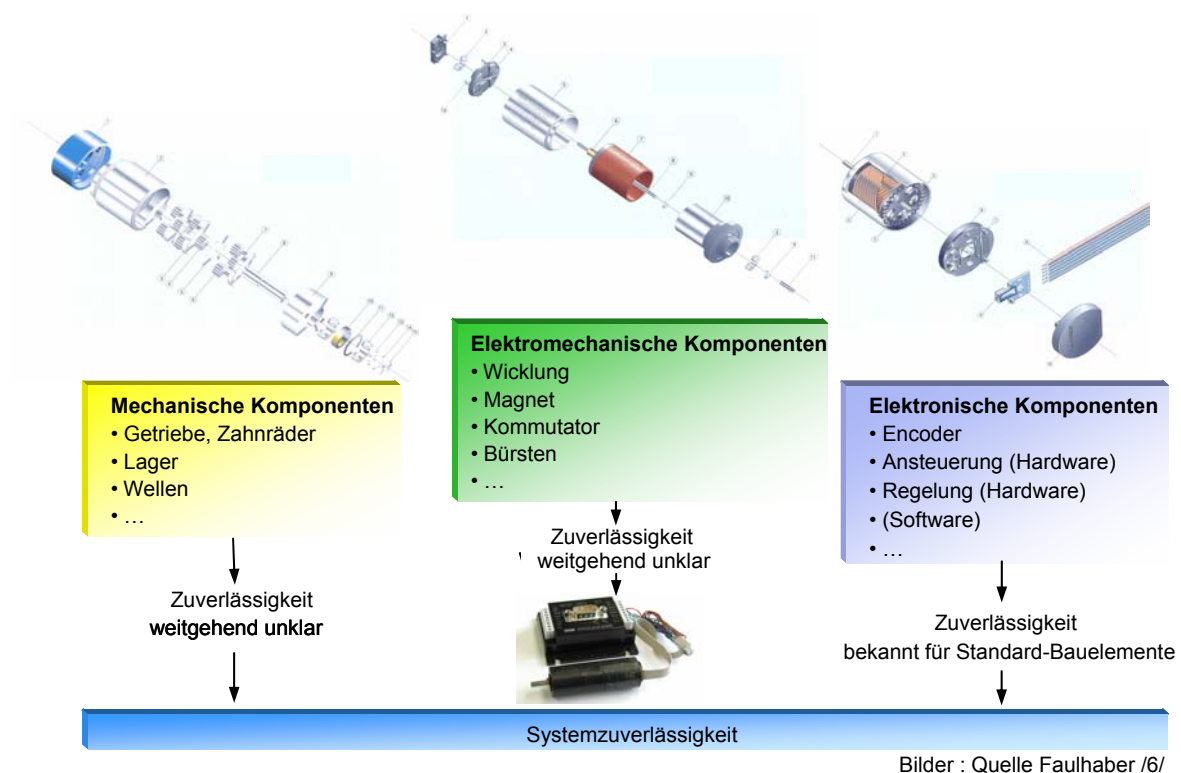 Mechanische Komponenten
• Getriebe, Zahnräder
• Lager
• Wellen
• …
Zuverlässigkeit
weitgehend unklar
Elektromechanische Komponenten
• Wicklung
• Magnet
• Kommutator
• Bürsten
• …
Zuverlässigkeit
weitgehend unklar
Elektronische Komponenten
• Encoder
• Ansteuerung (Hardware)
• Regelung (Hardware)
• (Software)
• …
Zuverlässigkeit
bekannt für Standard-Bauelemente
Systemzuverlässigkeit
Bilder : Quelle Faulhaber /6/